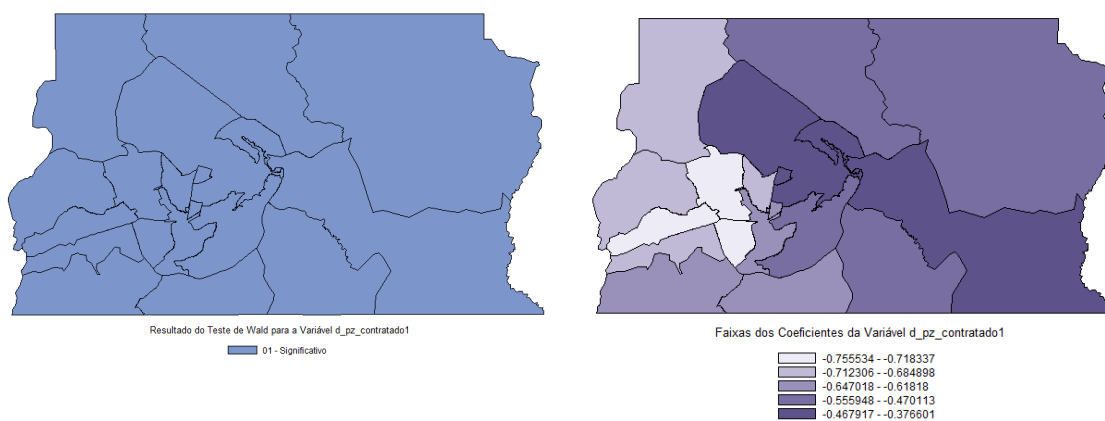 Resultado do Teste de Wald para a Variável d_pz_contratado1
01 - Significativo
Faixas dos Coeficientes da Variável d_pz_contratado1
-0.755534 - -0.718337
-0.712306 - -0.684898
-0.647018 - -0.61818
-0.555948 - -0.470113
-0.467917 - -0.376601